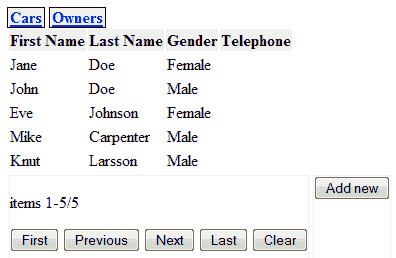 Cars Owners
First Name Last Name Gender Telephone
Jane Doe Female
John Doe Male
Eve Johnson Female
Mike Carpenter Male
Knut Larsson Male
Add new
items 1-5/5
First Previous Next Last Clear